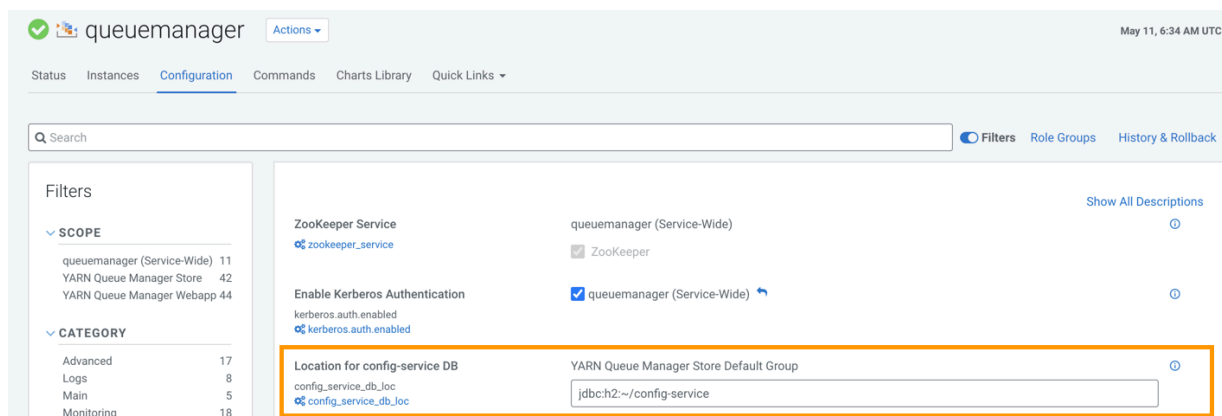 queuemanager Actions May 11, 6:34 AM UTC
Status Instances Configuration Commands Charts Library Quick Links
Search Filters Role Groups History & Rollback
Filters
SCOPE
queuemanager (Service-Wide) 11
YARN Queue Manager Store 42
YARN Queue Manager Webapp 44
CATEGORY
Advanced 17
Logs 8
Main 5
Monitoring 18
Show All Descriptions
ZooKeeper Service queuemanager (Service-Wide)
zookeeper_service ZooKeeper
Enable Kerberos Authentication queuemanager (Service-Wide)
kerberos.auth.enabled
kerberos.auth.enabled
Location for config-service DB YARN Queue Manager Store Default Group
config_service_db_loc jdbc:h2:~/config-service
config_service_db_loc